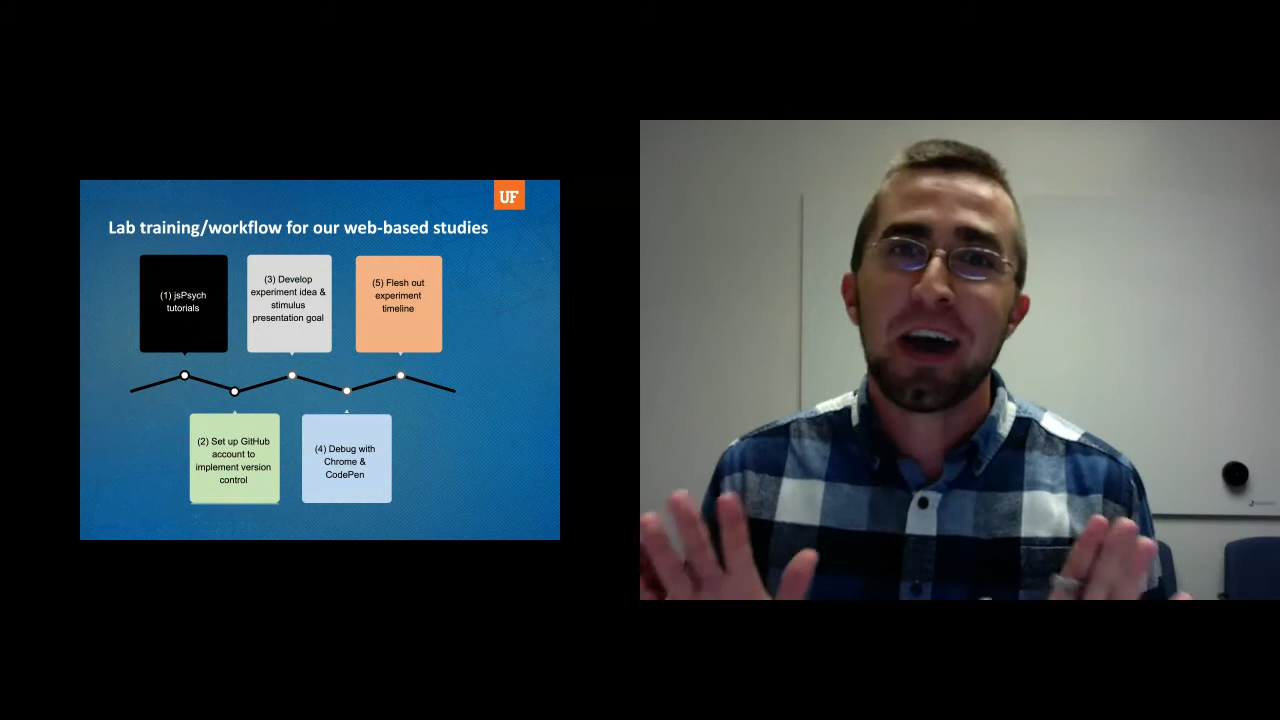 UF
Lab training/workflow for our web-based studies
(1) jsPsych
tutorials
(2) Set up GitHub
account to
implement version
control
(3) Develop
experiment idea &
stimulus
presentation goal
(4) Debug with
Chrome &
CodePen
(5) Flesh out
experiment
timeline